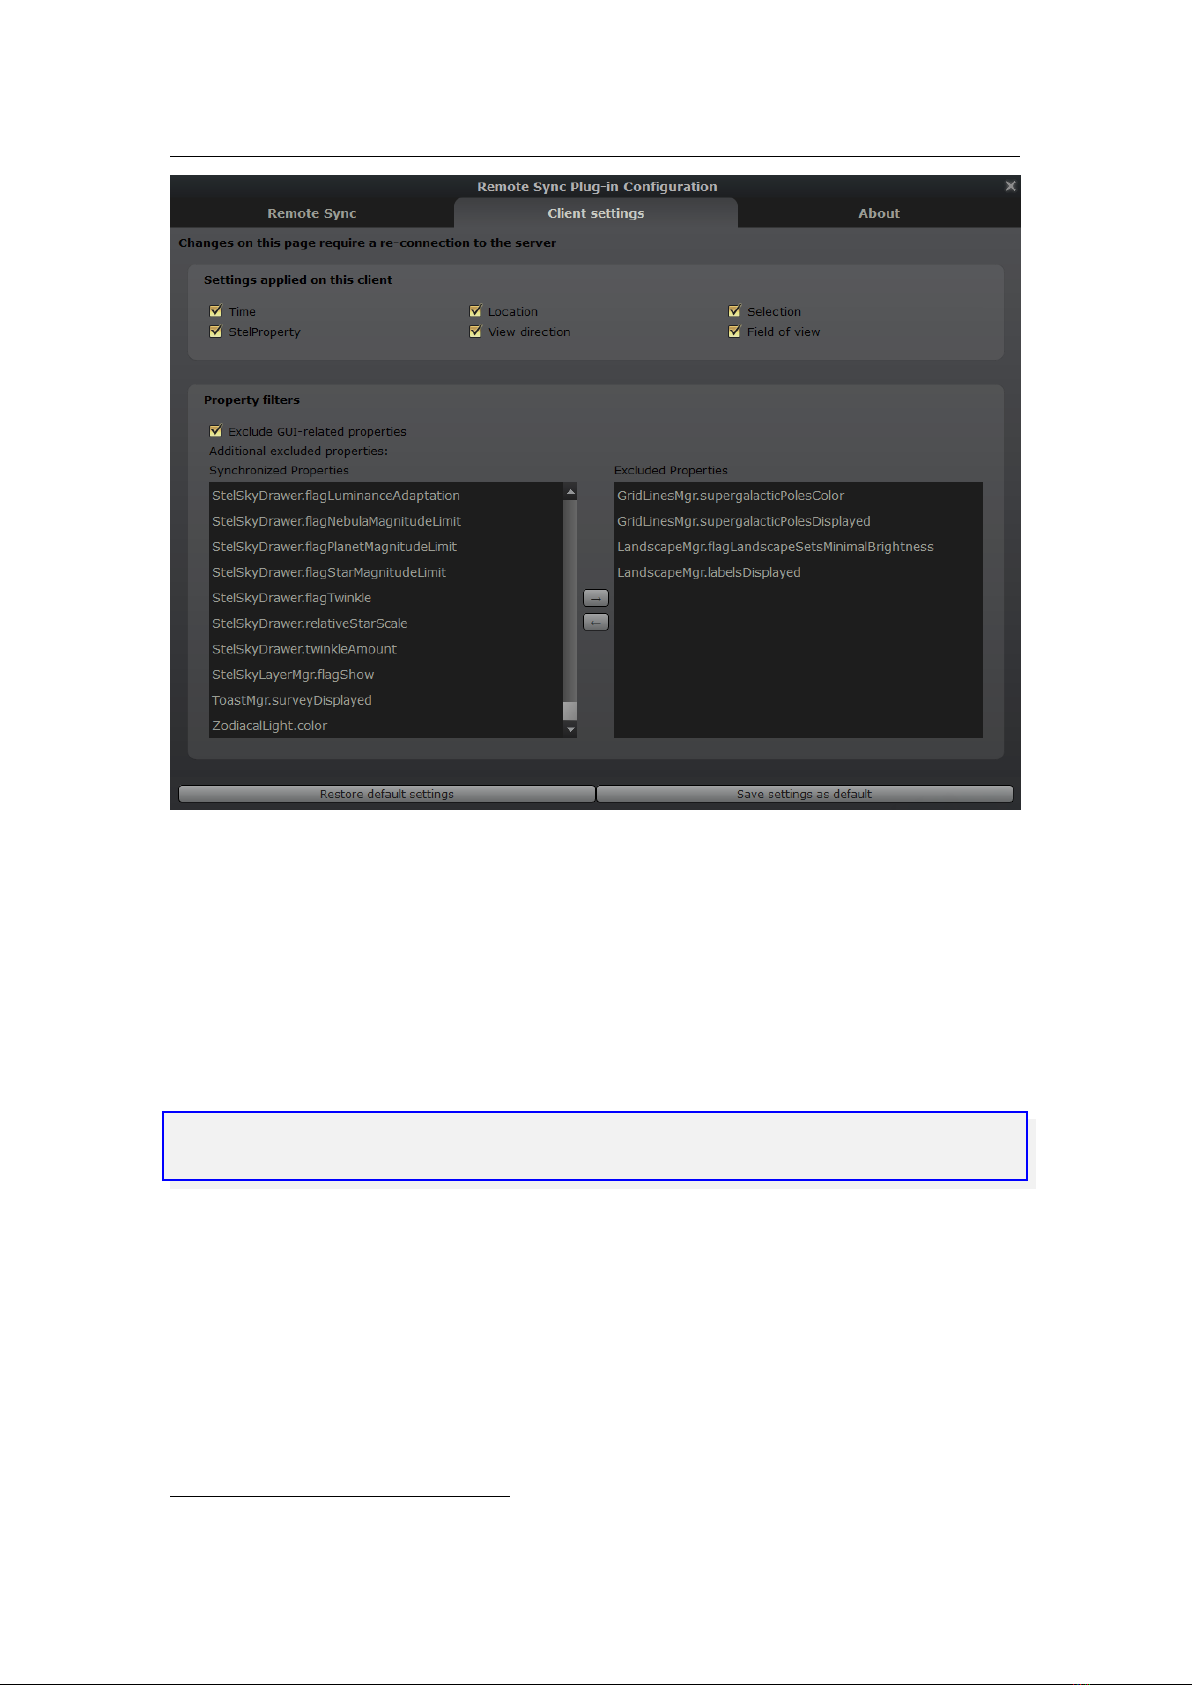 Remote Sync Plug-in Configuration
Remote Sync Client settings About
Changes on this page require a re-connection to the server
Settings applied on this client
Time Location Selection
StelProperty View direction Field of view
Property filters
Exclude GUI-related properties
Additional excluded properties:
Synchronized Properties Excluded Properties
StelSkyDrawer.flagLuminanceAdaptation GridLinesMgr.supergalacticPolesColor
StelSkyDrawer.flagNebulaMagnitudeLimit GridLinesMgr.supergalacticPolesDisplayed
StelSkyDrawer.flagPlanetMagnitudeLimit LandscapeMgr.flagLandscapeSetsMinimalBrightness
StelSkyDrawer.flagStarMagnitudeLimit LandscapeMgr.labelsDisplayed
StelSkyDrawer.flagTwinkle
StelSkyDrawer.relativeStarScale
StelSkyDrawer.twinkleAmount
StelSkyLayerMgr.flagShow
ToastMgr.surveyDisplayed
ZodiacalLight.color
Restore default settings Save settings as default